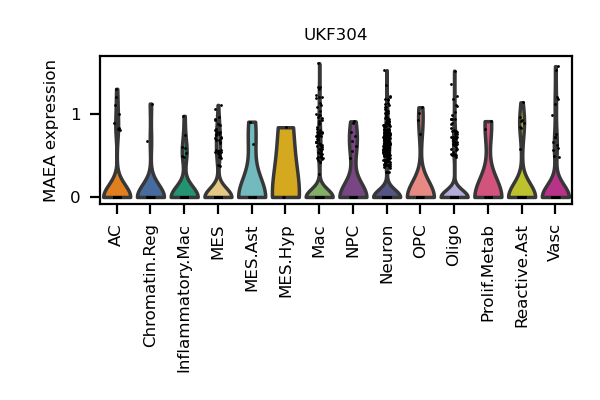 UKF304
MAEA expression
1
0
AC
Chromatin.Reg
Inflammatory.Mac
MES
MES.Ast
MES.Hyp
Mac
NPC
Neuron
OPC
Oligo
Prolif.Metab
Reactive.Ast
Vasc